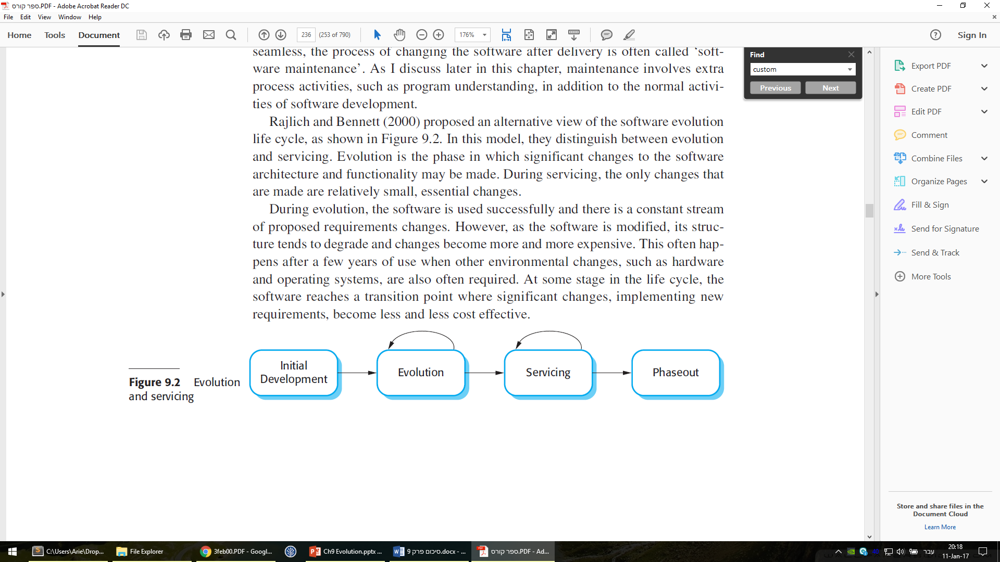 ספר קורס.PDF - Adobe Acrobat Reader DC
File Edit View Window Help
Home Tools Document 236 (253 of 790) 176% Sign In
seamless, the process of changing the software after delivery is often called ‘soft-
ware maintenance’. As I discuss later in this chapter, maintenance involves extra
process activities, such as program understanding, in addition to the normal activi-
ties of software development.
Rajlich and Bennett (2000) proposed an alternative view of the software evolution
life cycle, as shown in Figure 9.2. In this model, they distinguish between evolution
and servicing. Evolution is the phase in which significant changes to the software
architecture and functionality may be made. During servicing, the only changes that
are made are relatively small, essential changes.
During evolution, the software is used successfully and there is a constant stream
of proposed requirements changes. However, as the software is modified, its struc-
ture tends to degrade and changes become more and more expensive. This often hap-
pens after a few years of use when other environmental changes, such as hardware
and operating systems, are also often required. At some stage in the life cycle, the
software reaches a transition point where significant changes, implementing new
requirements, become less and less cost effective.
Initial
Development
Evolution
Servicing
Phaseout
Figure 9.2 Evolution
and servicing
Find
custom
Previous Next
Export PDF
Create PDF
Edit PDF
Comment
Combine Files
Organize Pages
Fill & Sign
Send for Signature
Send & Track
More Tools
Store and share files in the
Document Cloud
Learn More
C:\Users\Arie\Drop...
File Explorer
3feb00.PDF - Googl...
Ch9 Evolution.pptx ...
סיכום פרק 9.docx - ...
ספר קורס.PDF - Ad...
עבר
20:18
11-Jan-17